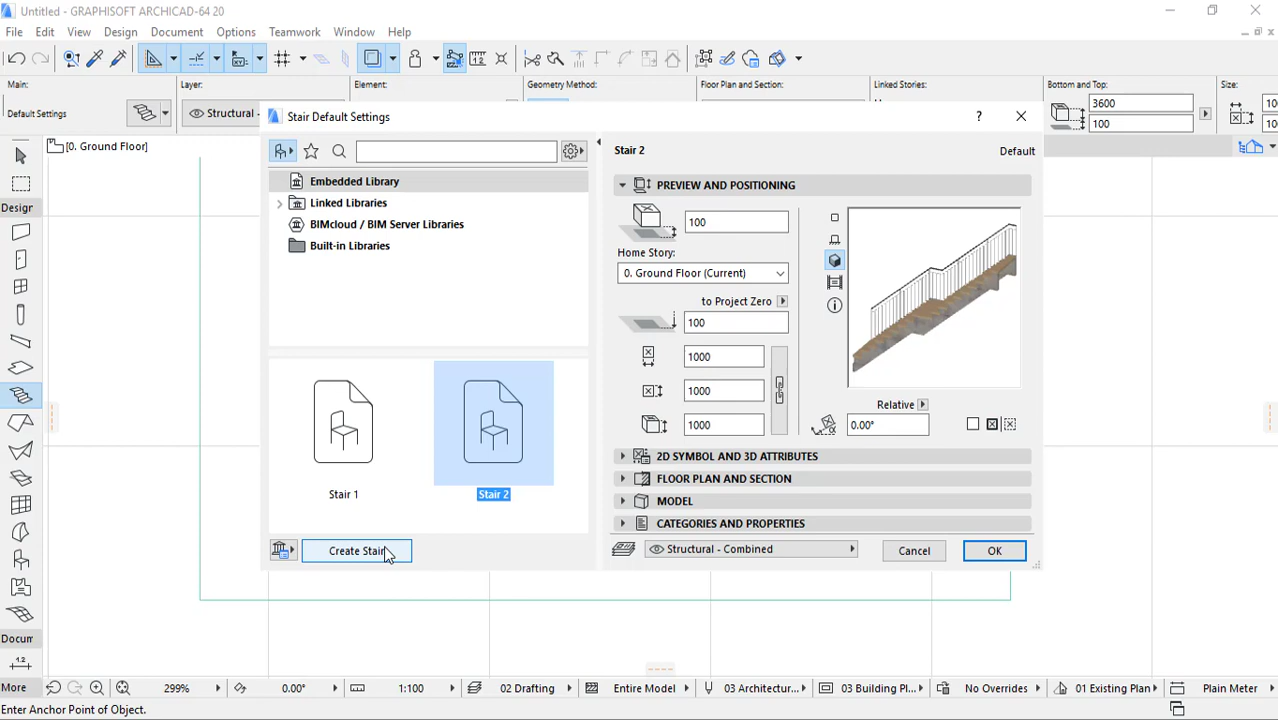 Untitled - GRAPHISOFT ARCHICAD-64 20
File Edit View Design Document Options Teamwork Window Help
Main: Layer: Element: Geometry Method: Floor Plan and Section: Linked Stories: Bottom and Top: Size:
Default Settings
Structural -
3600
100
[0. Ground Floor]
Design
Docum
1.2
More
Stair Default Settings
?
Embedded Library
Linked Libraries
BIMcloud / BIM Server Libraries
Built-in Libraries
Stair 1
Stair 2
Create Stair
Stair 2
Default
PREVIEW AND POSITIONING
100
Home Story:
0. Ground Floor (Current)
to Project Zero
100
1000
1000
1000
Relative
0.00°
2D SYMBOL AND 3D ATTRIBUTES
FLOOR PLAN AND SECTION
MODEL
CATEGORIES AND PROPERTIES
Structural - Combined
Cancel
OK
299% 0.00° 1:100 02 Drafting Entire Model 03 Architectur... 03 Building Pl... No Overrides 01 Existing Plan Plain Meter
Enter Anchor Point of Object.